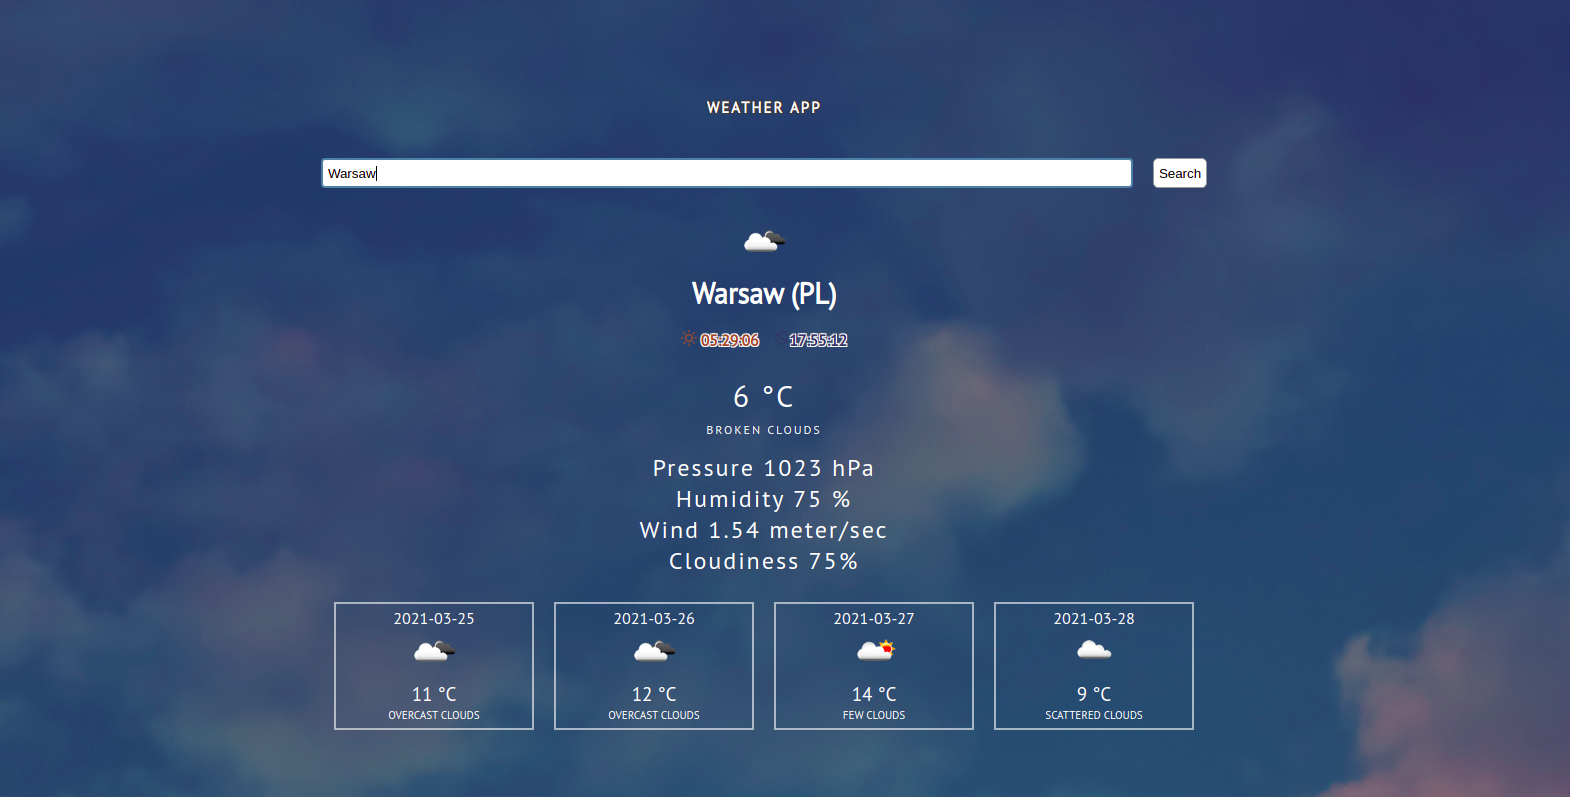 WEATHER APP
Warsaw Search
Warsaw (PL)
05:29:06 17:55:12
6 °C
BROKEN CLOUDS
Pressure 1023 hPa
Humidity 75 %
Wind 1.54 meter/sec
Cloudiness 75%
2021-03-25
11 °C
OVERCAST CLOUDS
2021-03-26
12 °C
OVERCAST CLOUDS
2021-03-27
14 °C
FEW CLOUDS
2021-03-28
9 °C
SCATTERED CLOUDS